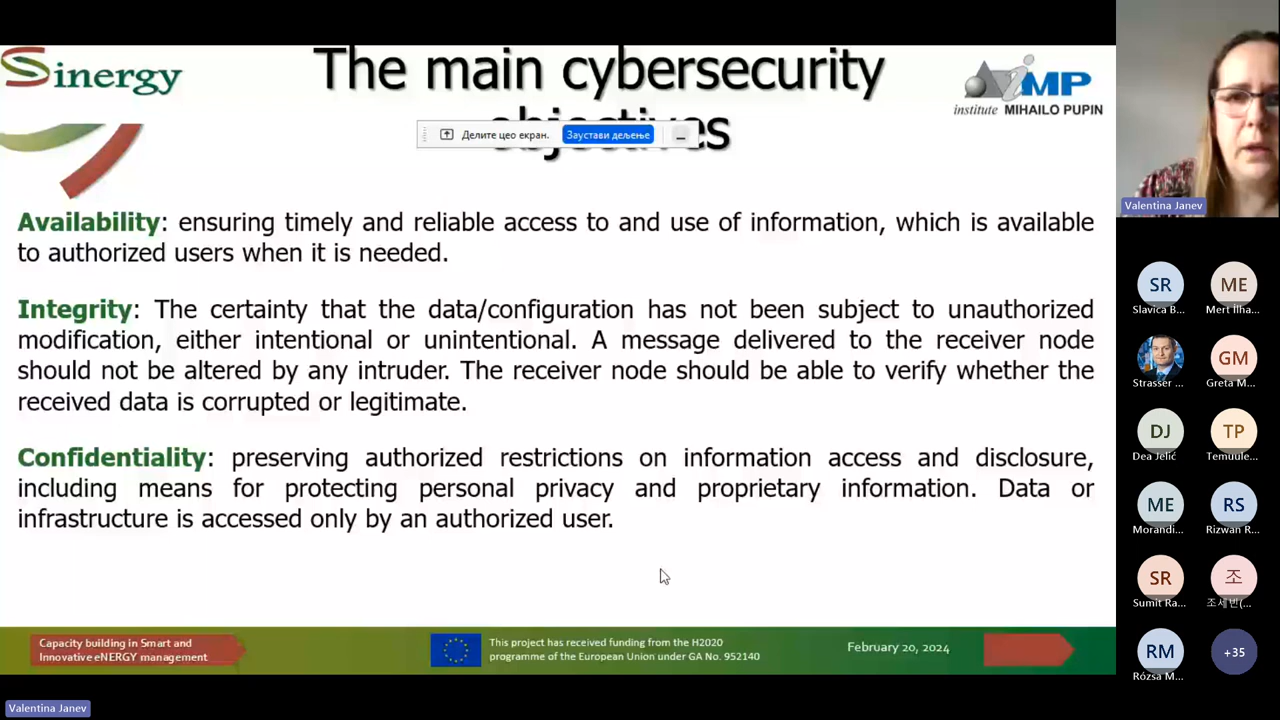 The main cybersecurity
objectives
Sinergy
iMP
institute MIHAILO PUPIN
Делите цео екран.
Заустави дељење
Availability: ensuring timely and reliable access to and use of information, which is available
to authorized users when it is needed.
Integrity: The certainty that the data/configuration has not been subject to unauthorized
modification, either intentional or unintentional. A message delivered to the receiver node
should not be altered by any intruder. The receiver node should be able to verify whether the
received data is corrupted or legitimate.
Confidentiality: preserving authorized restrictions on information access and disclosure,
including means for protecting personal privacy and proprietary information. Data or
infrastructure is accessed only by an authorized user.
Capacity building in Smart and
Innovative eNERGY management
This project has received funding from the H2020
programme of the European Union under GA No. 952140
February 20, 2024
Valentina Janev
Valentina Janev
SR
Slavica B...
ME
Mert Ilha...
Strasser ...
GM
Greta M...
DJ
Dea Jelić
TP
Temuule...
ME
Morandi...
RS
Rizwan R...
SR
Sumit Ra...
조
조세빈(...
RM
Rózsa M...
+35